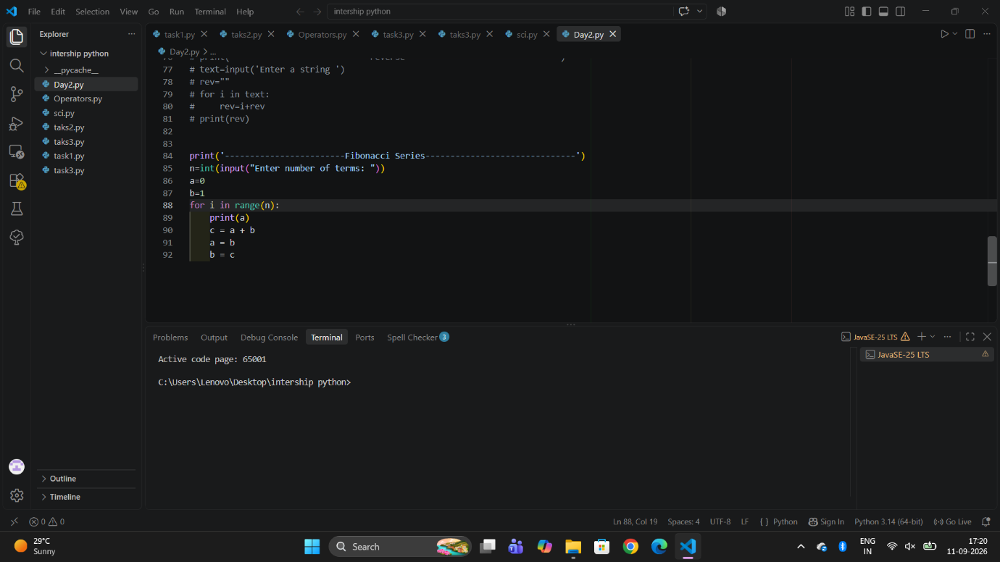 File Edit Selection View Go Run Terminal Help
intership python
Explorer
intership python
__pycache__
Day2.py
Operators.py
sci.py
taks2.py
taks3.py
task1.py
task3.py
Outline
Timeline
task1.py taks2.py Operators.py task3.py taks3.py sci.py Day2.py
Day2.py > ...
77 # text=input('Enter a string ')
78 # rev=""
79 # for i in text:
80 #     rev=i+rev
81 # print(rev)
82
83
84 print('------------------------Fibonacci Series------------------------------')
85 n=int(input("Enter number of terms: "))
86 a=0
87 b=1
88 for i in range(n):
89     print(a)
90     c = a + b
91     a = b
92     b = c
Problems Output Debug Console Terminal Ports Spell Checker 3
JavaSE-25 LTS
JavaSE-25 LTS
Active code page: 65001
C:\Users\Lenovo\Desktop\intership python>
0 0 Ln 88, Col 19 Spaces: 4 UTF-8 LF { } Python Sign In Python 3.14 (64-bit) Go Live
29°C
Sunny
Search
ENG
IN
17:20
11-09-2026